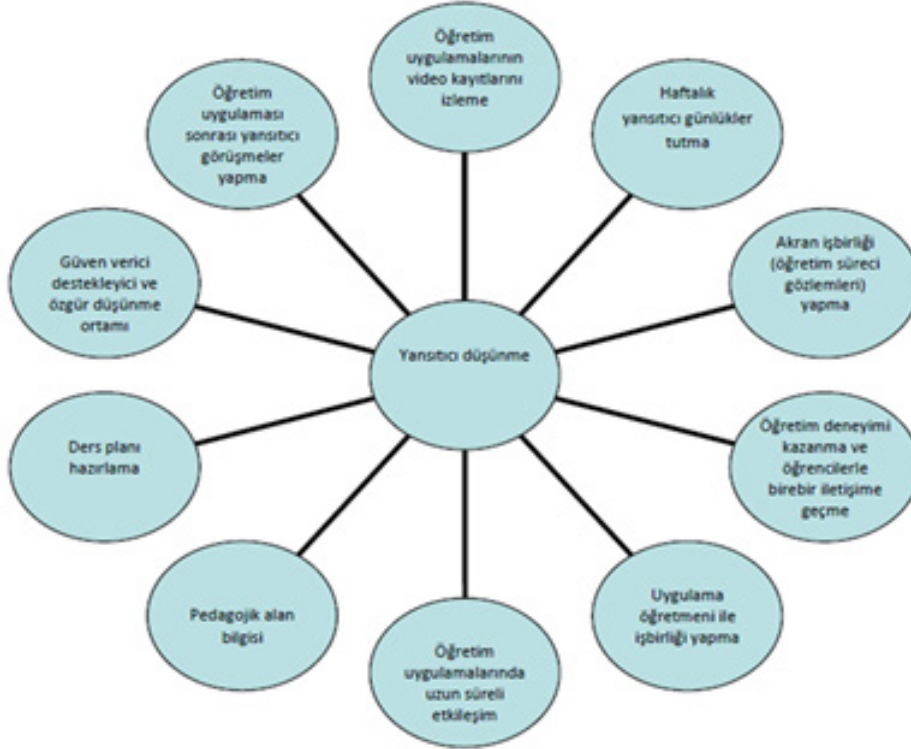 Öğretim
uygulamalarının
video kayıtlarını
izleme
Haftalık
yansıtıcı günlükler
tutma
Akran işbirliği
(öğretim süreci
gözlemleri)
yapma
Öğretim deneyimi
kazanma ve
öğrencilerle
birebir iletişime
geçme
Uygulama
öğretmeni ile
işbirliği yapma
Öğretim
uygulamalarında
uzun süreli
etkileşim
Pedagojik alan
bilgisi
Ders planı
hazırlama
Güven verici
destekleyici ve
özgür düşünme
ortamı
Öğretim
uygulaması
sonrası yansıtıcı
görüşmeler
yapma
Yansıtıcı düşünme